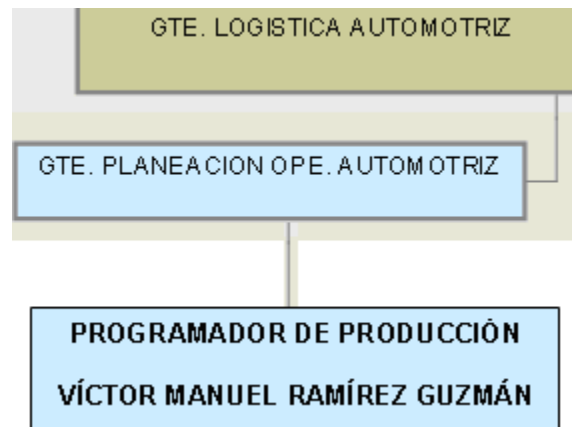 GTE. LOGISTICA AUTOMOTRIZ
GTE. PLANEACION OPE. AUTOMOTRIZ
PROGRAMADOR DE PRODUCCIÓN
VÍCTOR MANUEL RAMÍREZ GUZMÁN